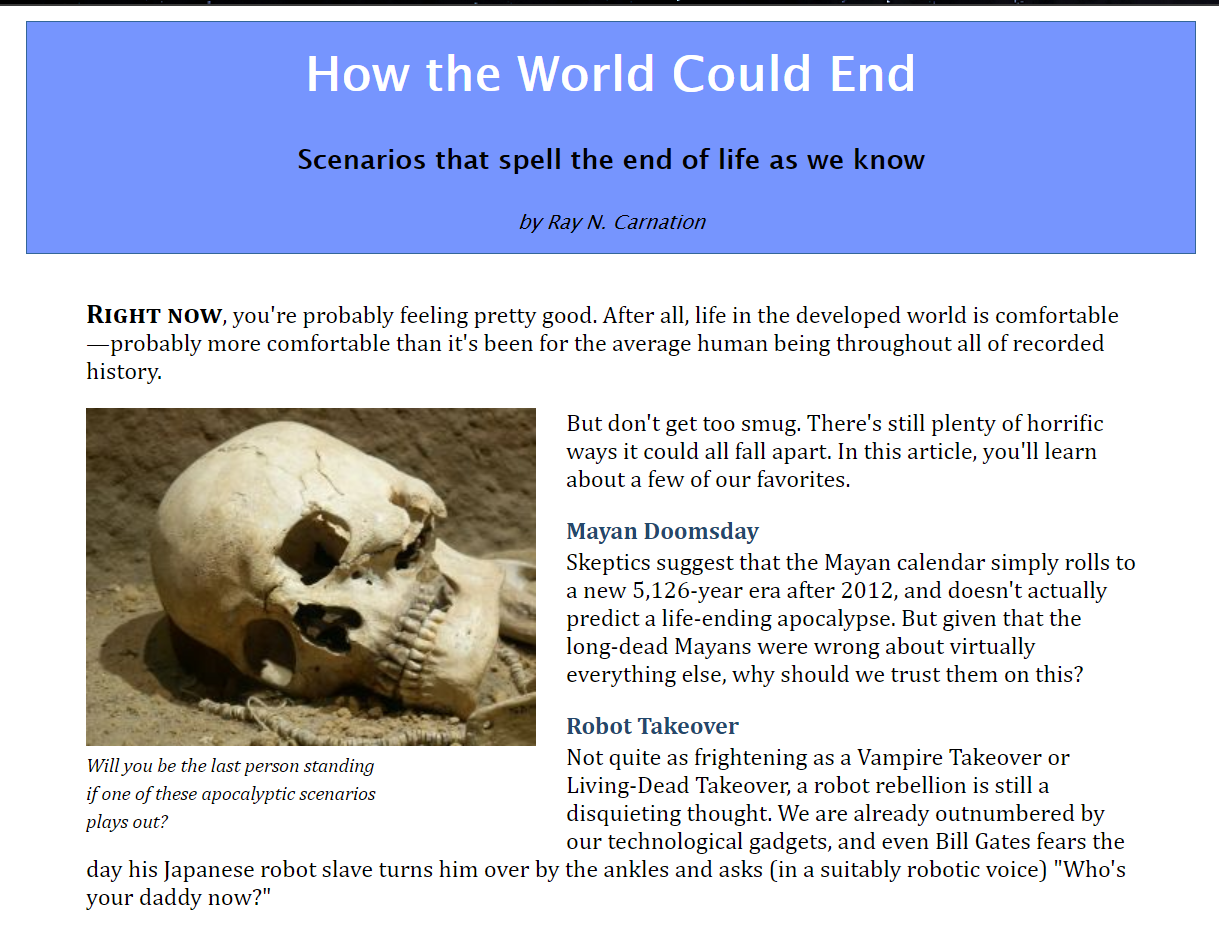 How the World Could End
Scenarios that spell the end of life as we know
by Ray N. Carnation
RIGHT NOW, you're probably feeling pretty good. After all, life in the developed world is comfortable
—probably more comfortable than it's been for the average human being throughout all of recorded
history.
But don't get too smug. There's still plenty of horrific
ways it could all fall apart. In this article, you'll learn
about a few of our favorites.
Mayan Doomsday
Skeptics suggest that the Mayan calendar simply rolls to
a new 5,126-year era after 2012, and doesn't actually
predict a life-ending apocalypse. But given that the
long-dead Mayans were wrong about virtually
everything else, why should we trust them on this?
Robot Takeover
Not quite as frightening as a Vampire Takeover or
Living-Dead Takeover, a robot rebellion is still a
disquieting thought. We are already outnumbered by
our technological gadgets, and even Bill Gates fears the
day his Japanese robot slave turns him over by the ankles and asks (in a suitably robotic voice) "Who's
your daddy now?"
Will you be the last person standing
if one of these apocalyptic scenarios
plays out?